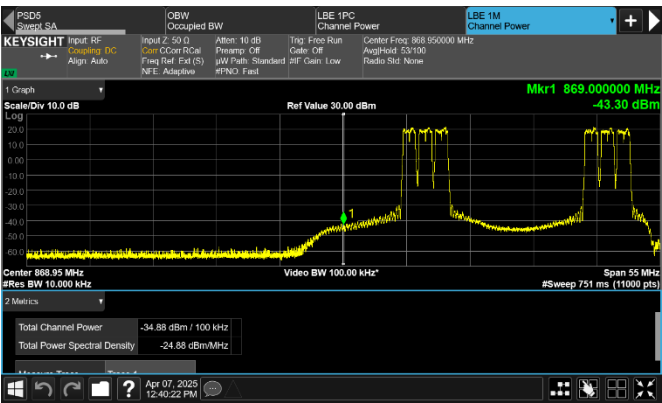 PSD5
Swept SA
OBW
Occupied BW
LBE 1PC
Channel Power
LBE 1M
Channel Power
KEYSIGHT
Input: RF
Coupling: DC
Align: Auto
Input Z: 50 Ω
Corr CCorr RCal
Freq Ref: Ext (S)
NFE: Adaptive
Atten: 10 dB
Preamp: Off
µW Path: Standard
#PNO: Fast
Trig: Free Run
Gate: Off
#IF Gain: Low
Center Freq: 868.950000 MHz
Avg|Hold: 53/100
Radio Std: None
1 Graph
Mkr1 869.000000 MHz
Scale/Div 10.0 dB
Ref Value 30.00 dBm
-43.30 dBm
Log
20.0
10.0
0.00
-10.0
-20.0
-30.0
-40.0
-50.0
-60.0
1
Center 868.95 MHz
Video BW 100.00 kHz*
Span 55 MHz
#Res BW 10.000 kHz
#Sweep 751 ms (11000 pts)
2 Metrics
Total Channel Power
-34.88 dBm / 100 kHz
Total Power Spectral Density
-24.88 dBm/MHz
Apr 07, 2025
12:40:22 PM